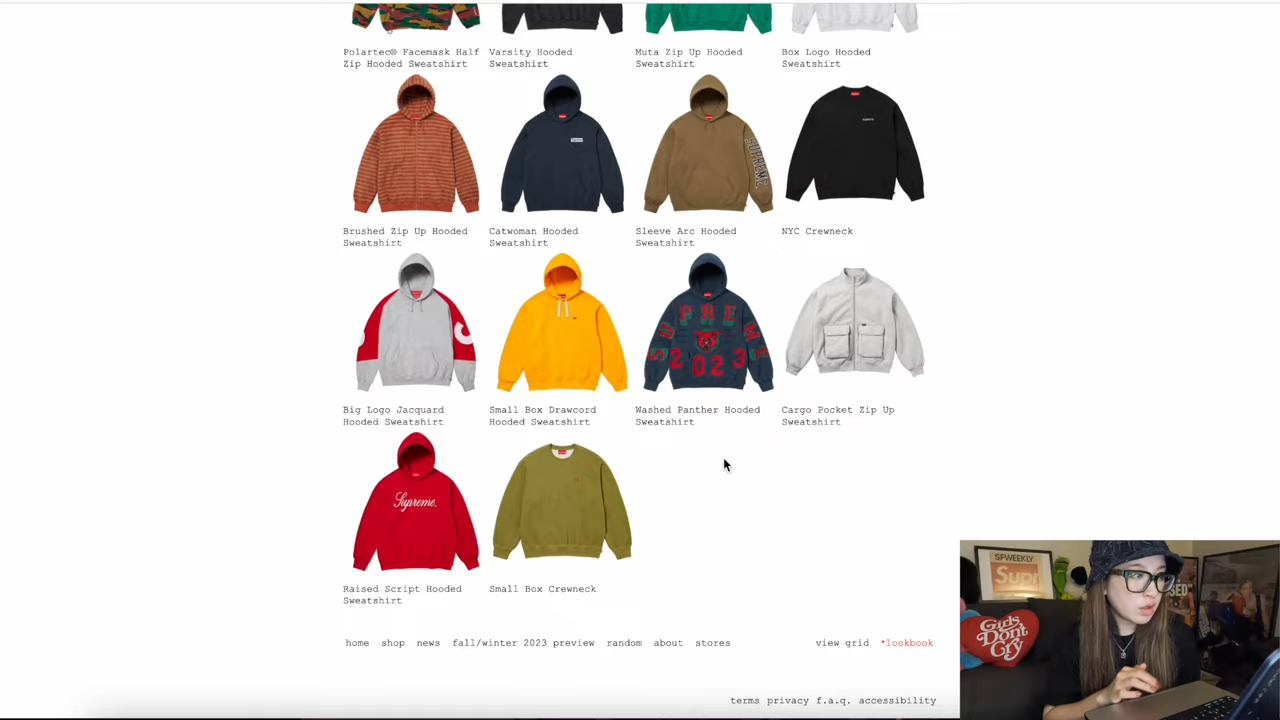 Polartec® Facemask Half
Zip Hooded Sweatshirt
Varsity Hooded
Sweatshirt
Muta Zip Up Hooded
Sweatshirt
Box Logo Hooded
Sweatshirt
SUPREME
Brushed Zip Up Hooded
Sweatshirt
Catwoman Hooded
Sweatshirt
Sleeve Arc Hooded
Sweatshirt
NYC Crewneck
SUPREME
2023
Big Logo Jacquard
Hooded Sweatshirt
Small Box Drawcord
Hooded Sweatshirt
Washed Panther Hooded
Sweatshirt
Cargo Pocket Zip Up
Sweatshirt
Supreme.
Raised Script Hooded
Sweatshirt
Small Box Crewneck
home shop news fall/winter 2023 preview random about stores
view grid *lookbook
terms privacy f.a.q. accessibility
SPWEEKLY
Girls
Don't
Cry